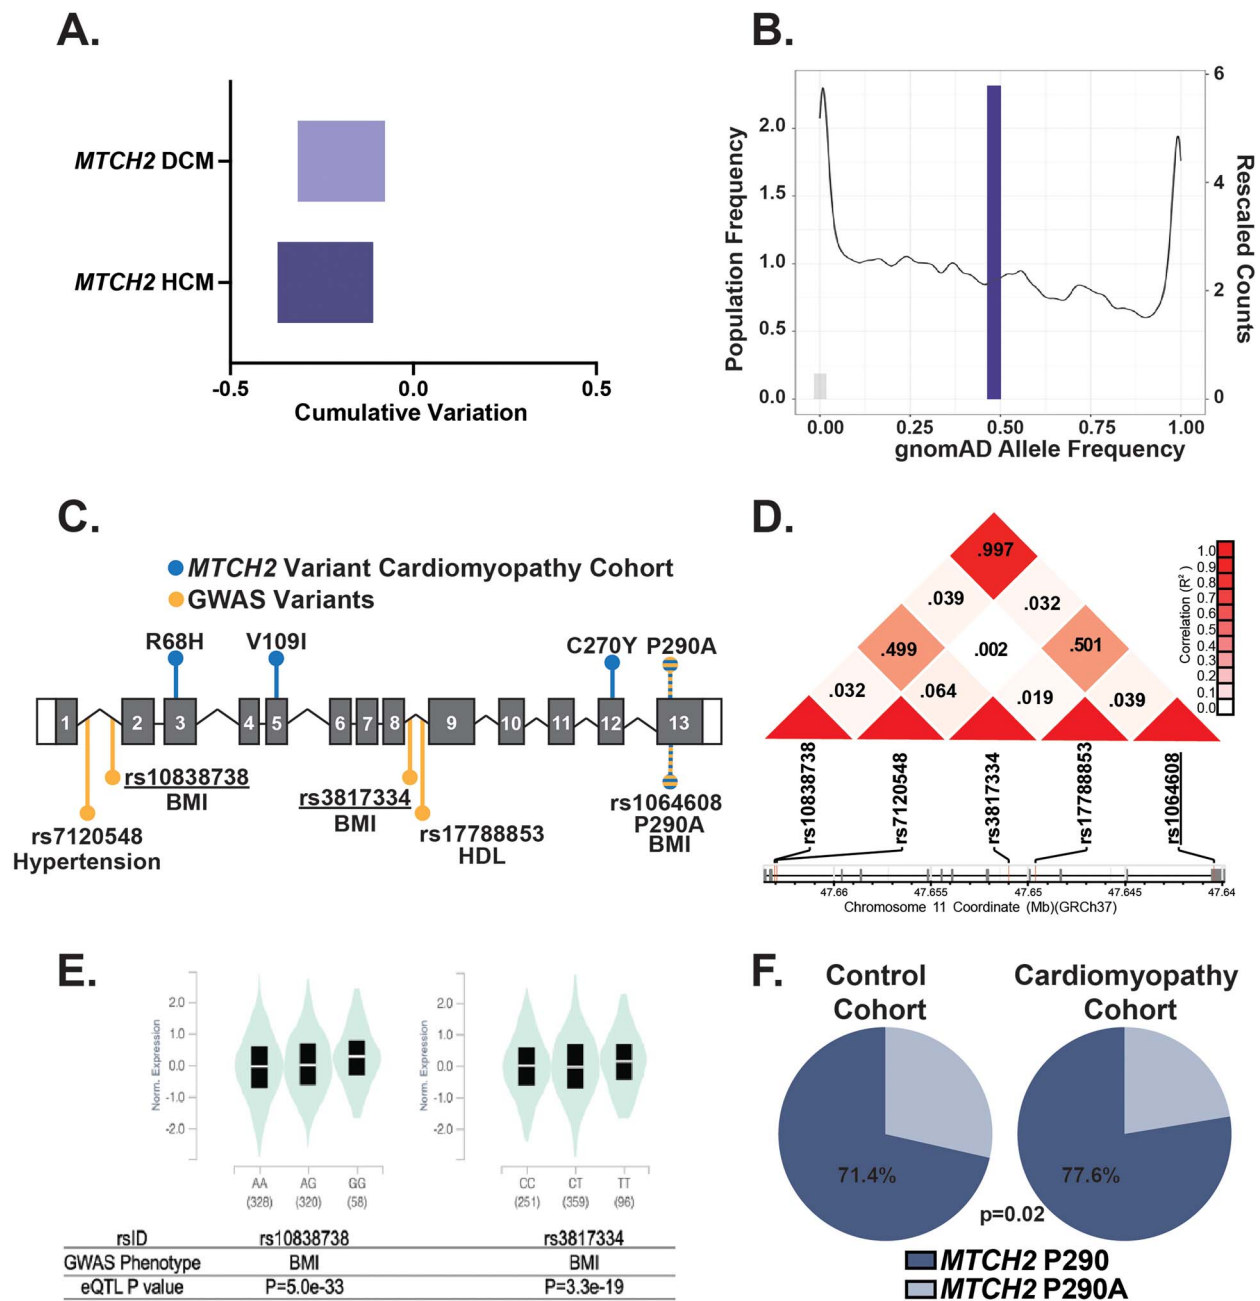 A.
MTCH2 DCM
MTCH2 HCM
-0.5
0.0
0.5
Cumulative Variation
B.
Population Frequency
2.0
1.5
1.0
0.5
0.0
6
4
2
0
Rescaled Counts
0.00
0.25
0.50
0.75
1.00
gnomAD Allele Frequency
C.
MTCH2 Variant Cardiomyopathy Cohort
GWAS Variants
R68H
V109I
C270Y
P290A
1
2
3
4
5
6
7
8
9
10
11
12
13
rs10838738
BMI
rs3817334
BMI
rs7120548
Hypertension
rs17788853
HDL
rs1064608
P290A
BMI
D.
.997
.039
.032
.499
.002
.501
.032
.064
.019
.039
Correlation (R²)
1.0
0.9
0.8
0.7
0.6
0.5
0.4
0.3
0.2
0.1
0.0
rs10838738
rs7120548
rs3817334
rs17788853
rs1064608
47.66
47.655
47.65
47.645
47.64
Chromosome 11 Coordinate (Mb)(GRCh37)
E.
Norm. Expression
2.0
1.0
0.0
-1.0
-2.0
AA
AG
GG
(328)
(320)
(58)
Norm. Expression
2.0
1.0
0.0
-1.0
-2.0
CC
CT
TT
(251)
(359)
(96)
rsID rs10838738 rs3817334
GWAS Phenotype BMI BMI
eQTL P value P=5.0e-33 P=3.3e-19
F.
Control
Cohort
Cardiomyopathy
Cohort
71.4%
77.6%
p=0.02
MTCH2 P290
MTCH2 P290A